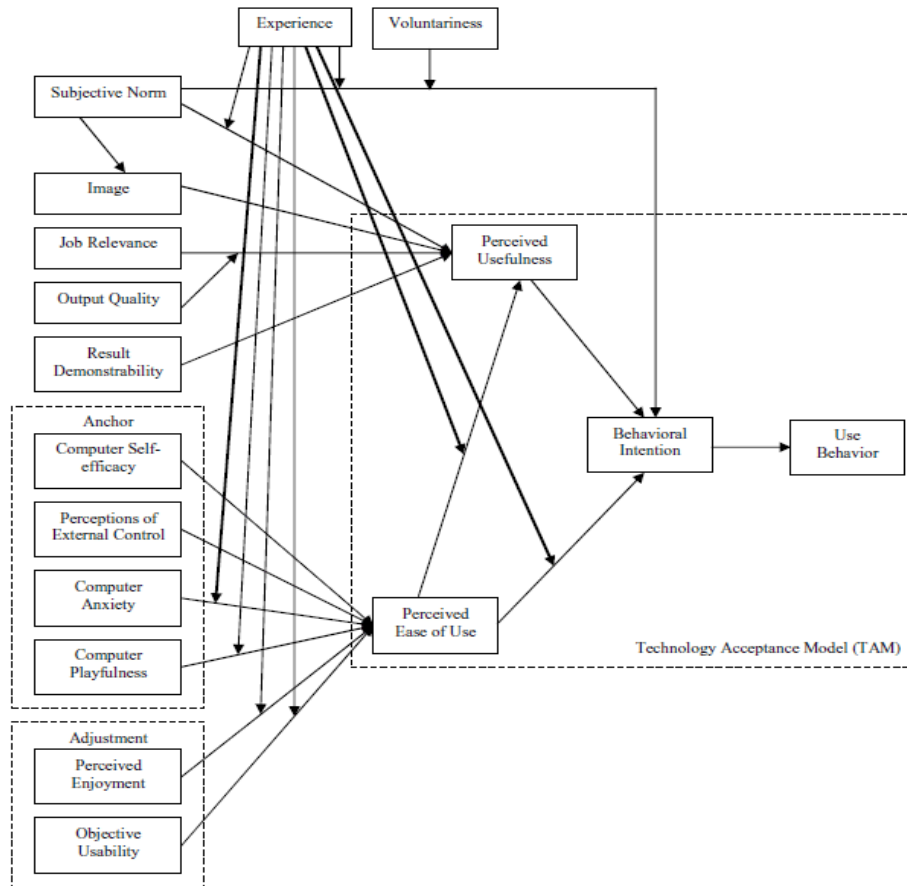 Experience
Voluntariness
Subjective Norm
Image
Job Relevance
Perceived
Usefulness
Output Quality
Result
Demonstrability
Anchor
Computer Self-
efficacy
Behavioral
Intention
Use
Behavior
Perceptions of
External Control
Computer
Anxiety
Perceived
Ease of Use
Computer
Playfulness
Technology Acceptance Model (TAM)
Adjustment
Perceived
Enjoyment
Objective
Usability